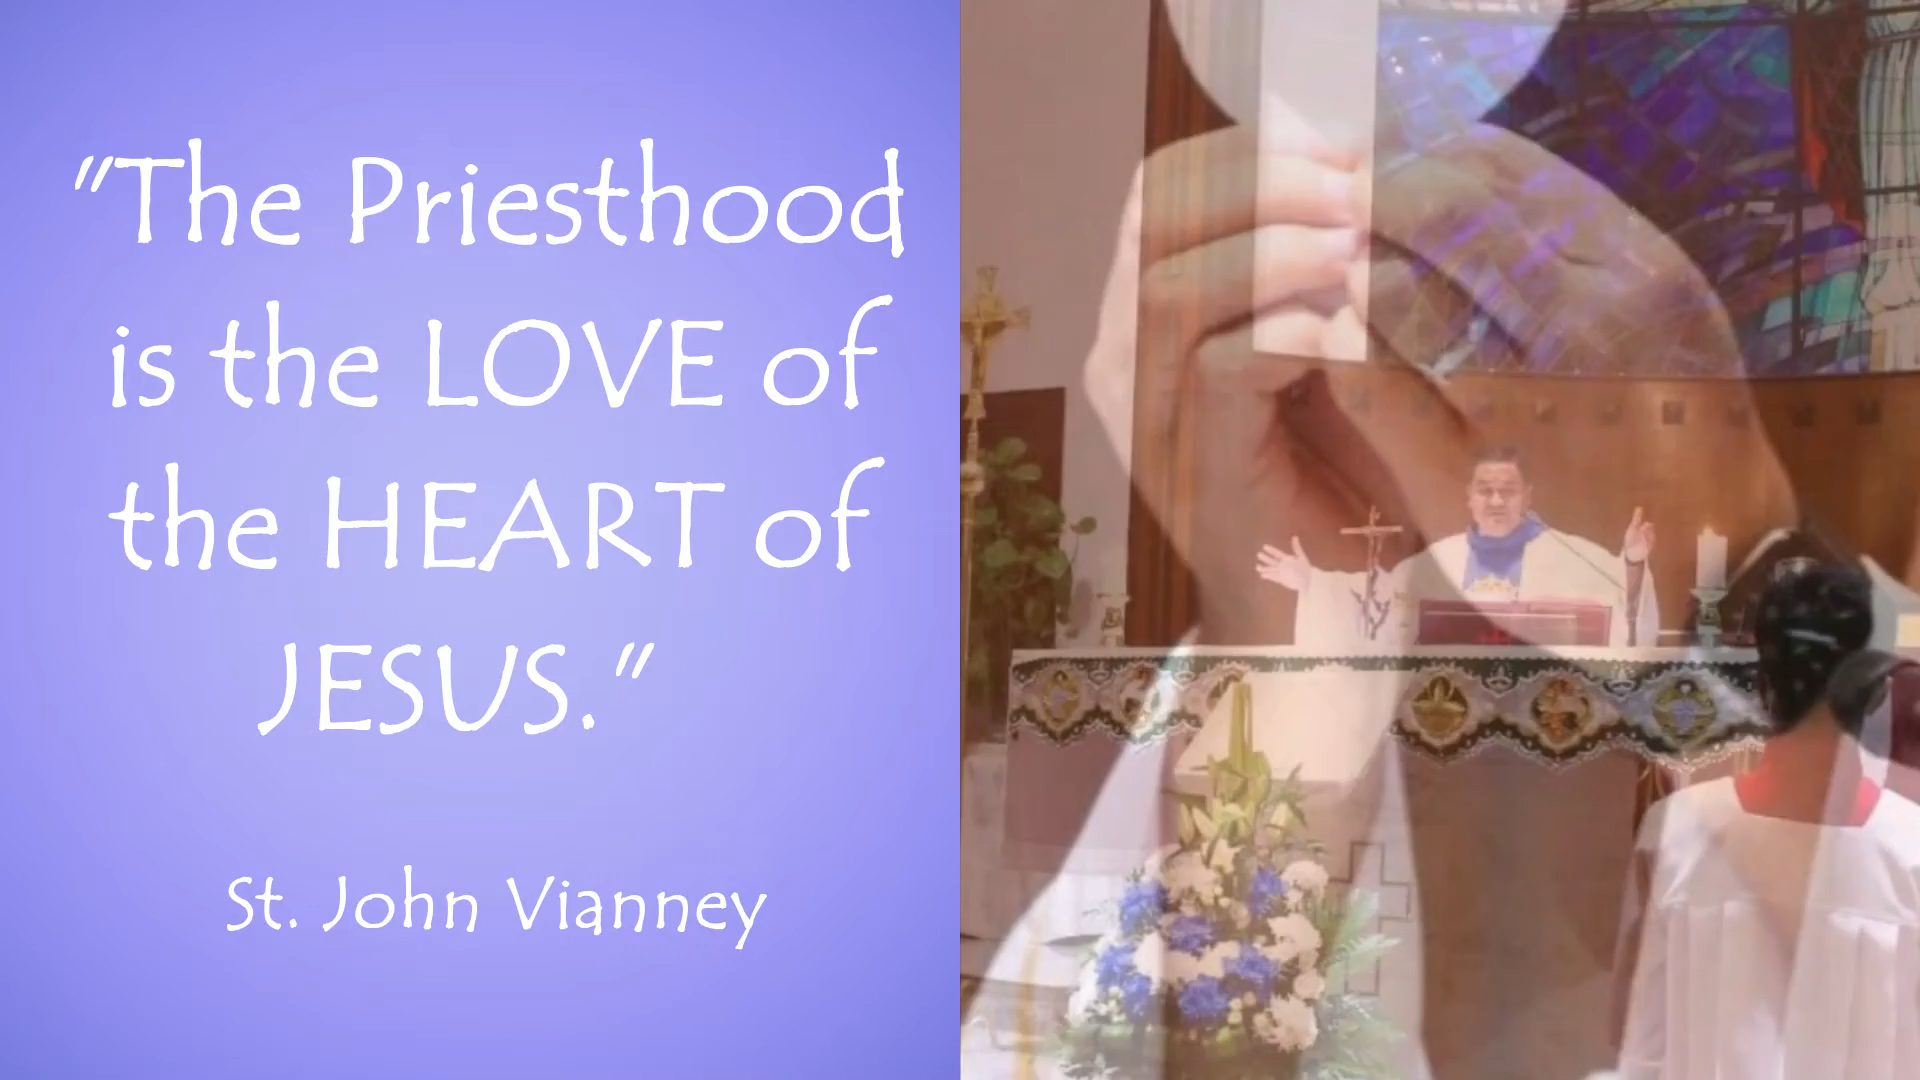 "The Priesthood
is the LOVE of
the HEART of
JESUS."
St. John Vianney